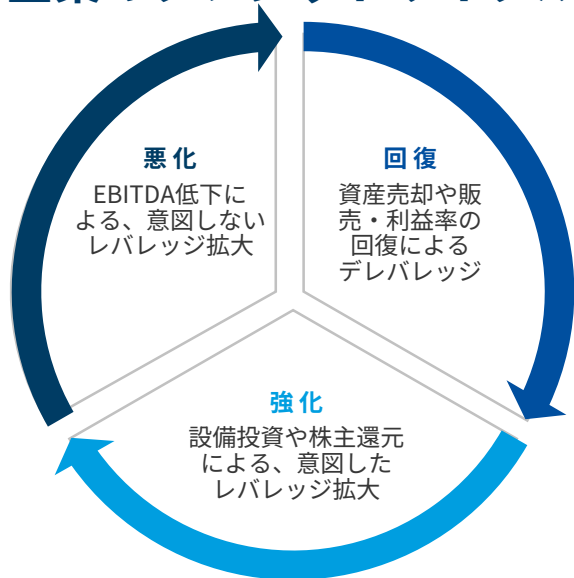 悪化
EBITDA低下に
よる、意図しない
レバレッジ拡大
回復
資産売却や販
売・利益率の
回復による
デレバレッジ
強化
設備投資や株主還元
による、意図した
レバレッジ拡大